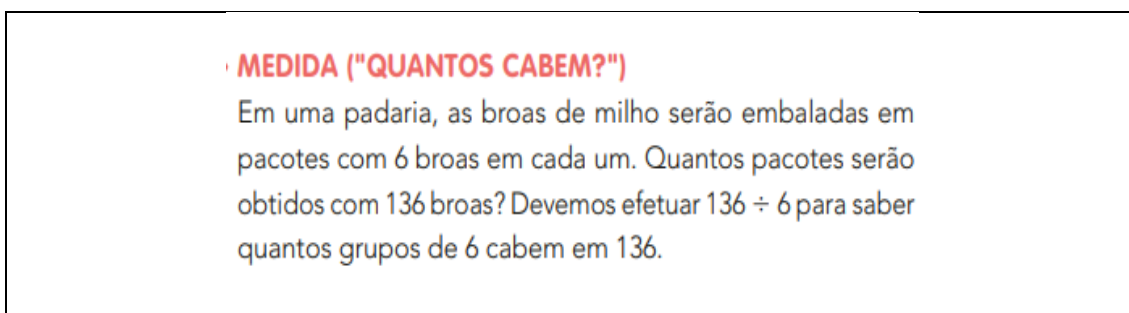 MEDIDA ("QUANTOS CABEM?")
Em uma padaria, as broas de milho serão embaladas em
pacotes com 6 broas em cada um. Quantos pacotes serão
obtidos com 136 broas? Devemos efetuar 136 ÷ 6 para saber
quantos grupos de 6 cabem em 136.